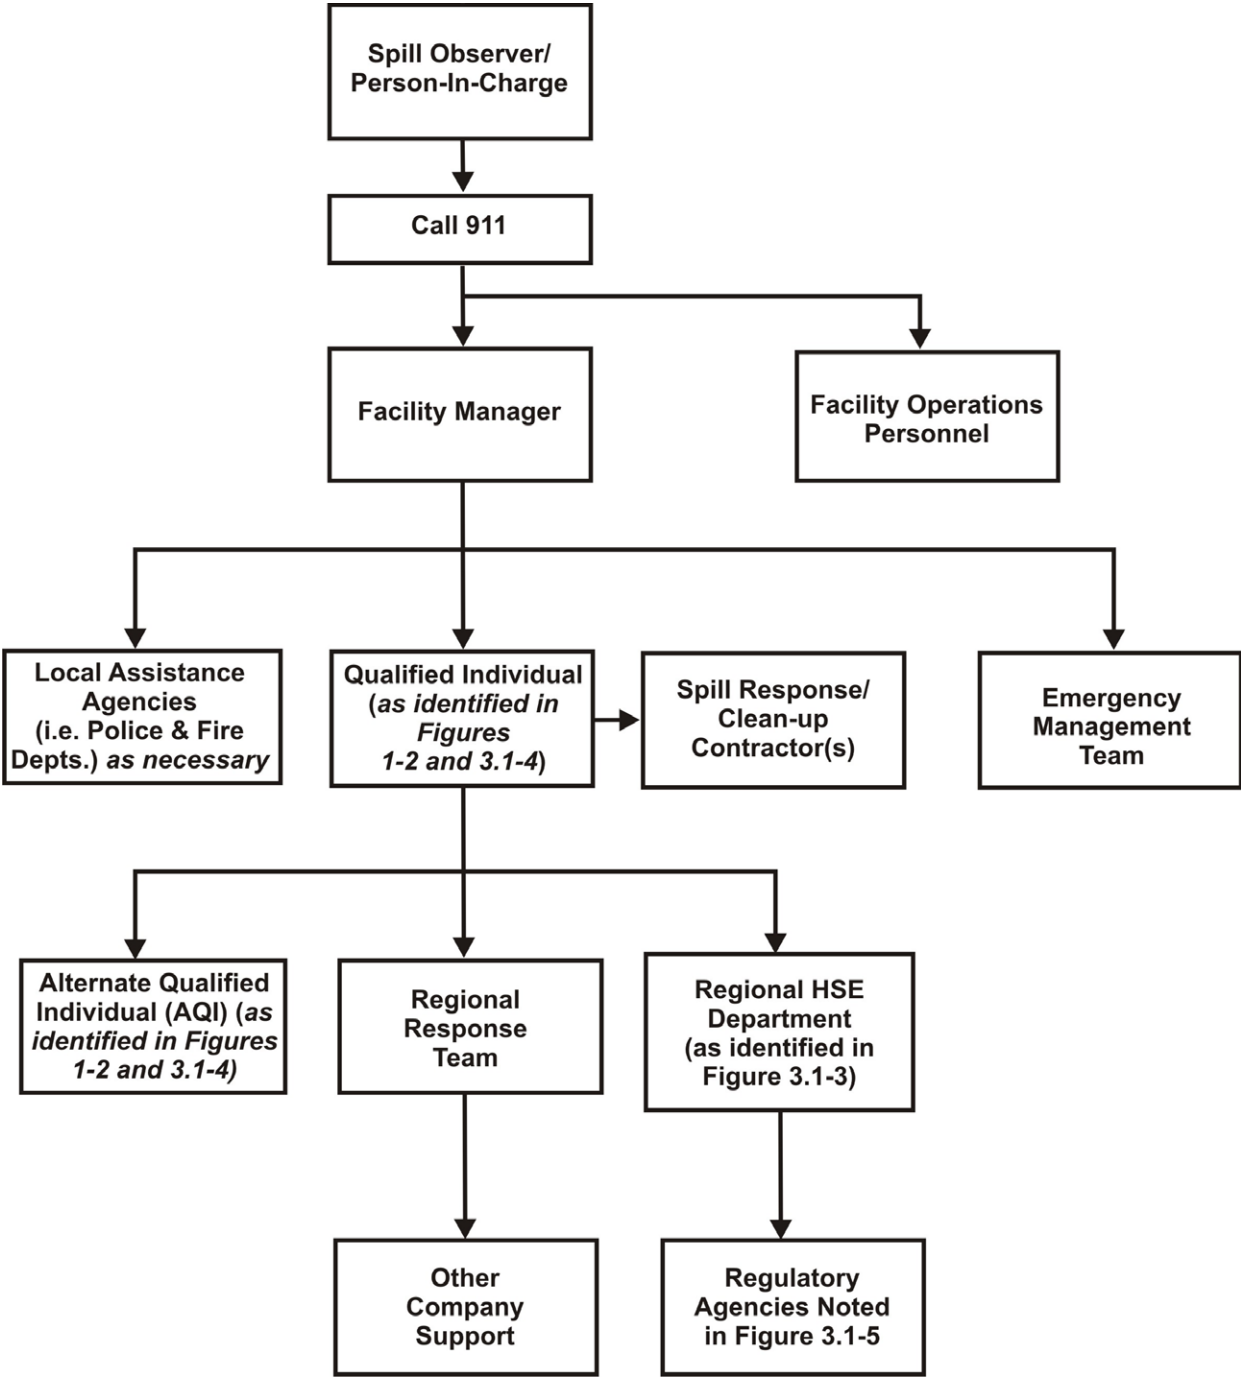 Spill Observer/
Person-In-Charge
Call 911
Facility Manager
Facility Operations
Personnel
Local Assistance
Agencies
(i.e. Police & Fire
Depts.) as necessary
Qualified Individual
(as identified in
Figures
1-2 and 3.1-4)
Spill Response/
Clean-up
Contractor(s)
Emergency
Management
Team
Alternate Qualified
Individual (AQI) (as
identified in Figures
1-2 and 3.1-4)
Regional
Response
Team
Regional HSE
Department
(as identified in
Figure 3.1-3)
Other
Company
Support
Regulatory
Agencies Noted
in Figure 3.1-5